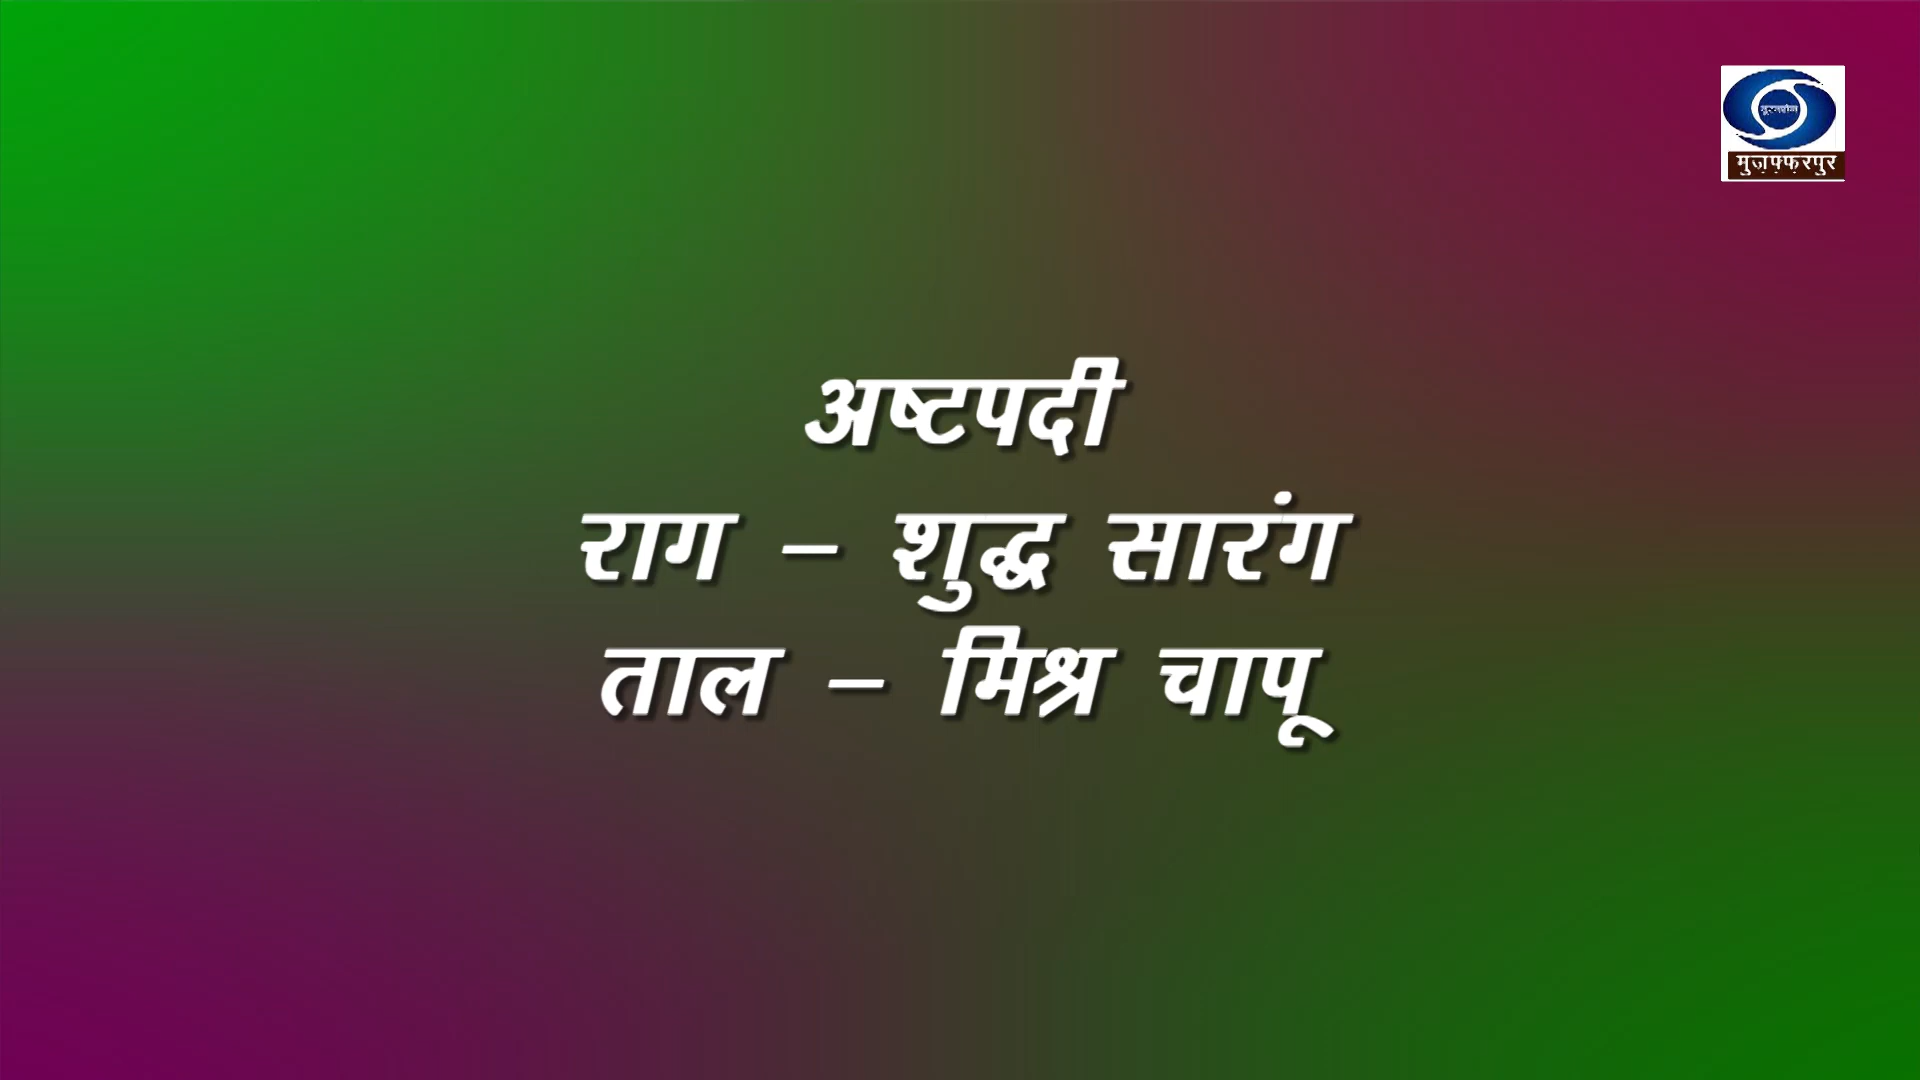 मुज़फ़्फ़रपुर
अष्टपदी
राग – शुद्ध सारंग
ताल – मिश्र चापू